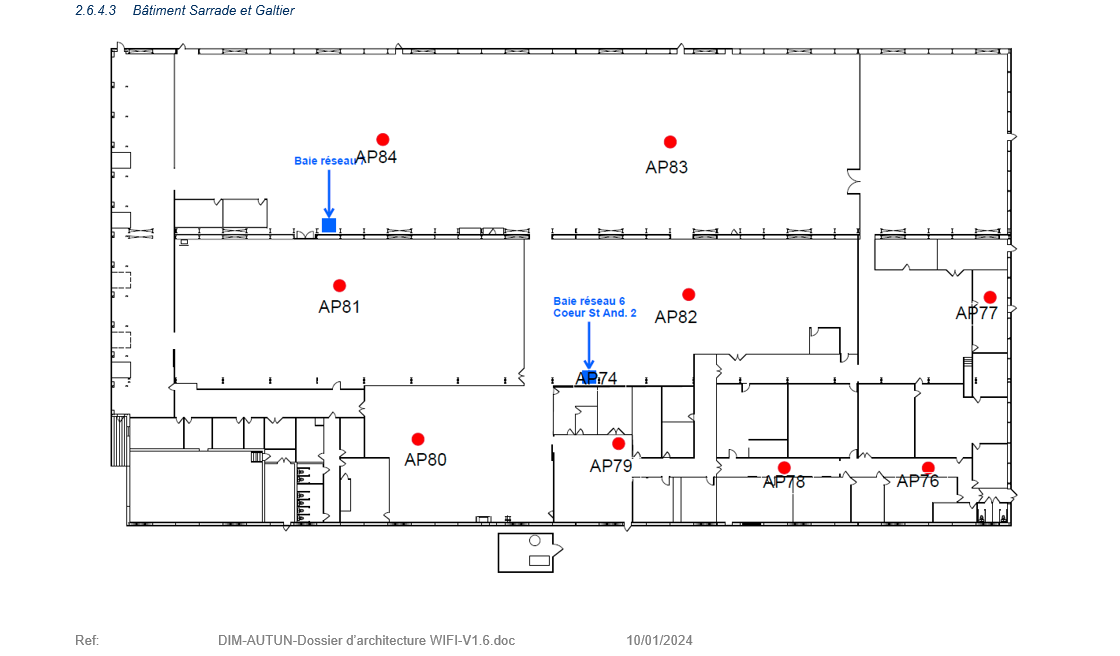 2.6.4.3 Bâtiment Sarrade et Galtier
AP84
Baie réseau 7
AP83
AP81
Baie réseau 6
Coeur St And. 2
AP82
AP77
AP74
AP80
AP79
AP78
AP76
Ref: DIM-AUTUN-Dossier d’architecture WIFI-V1.6.doc 10/01/2024